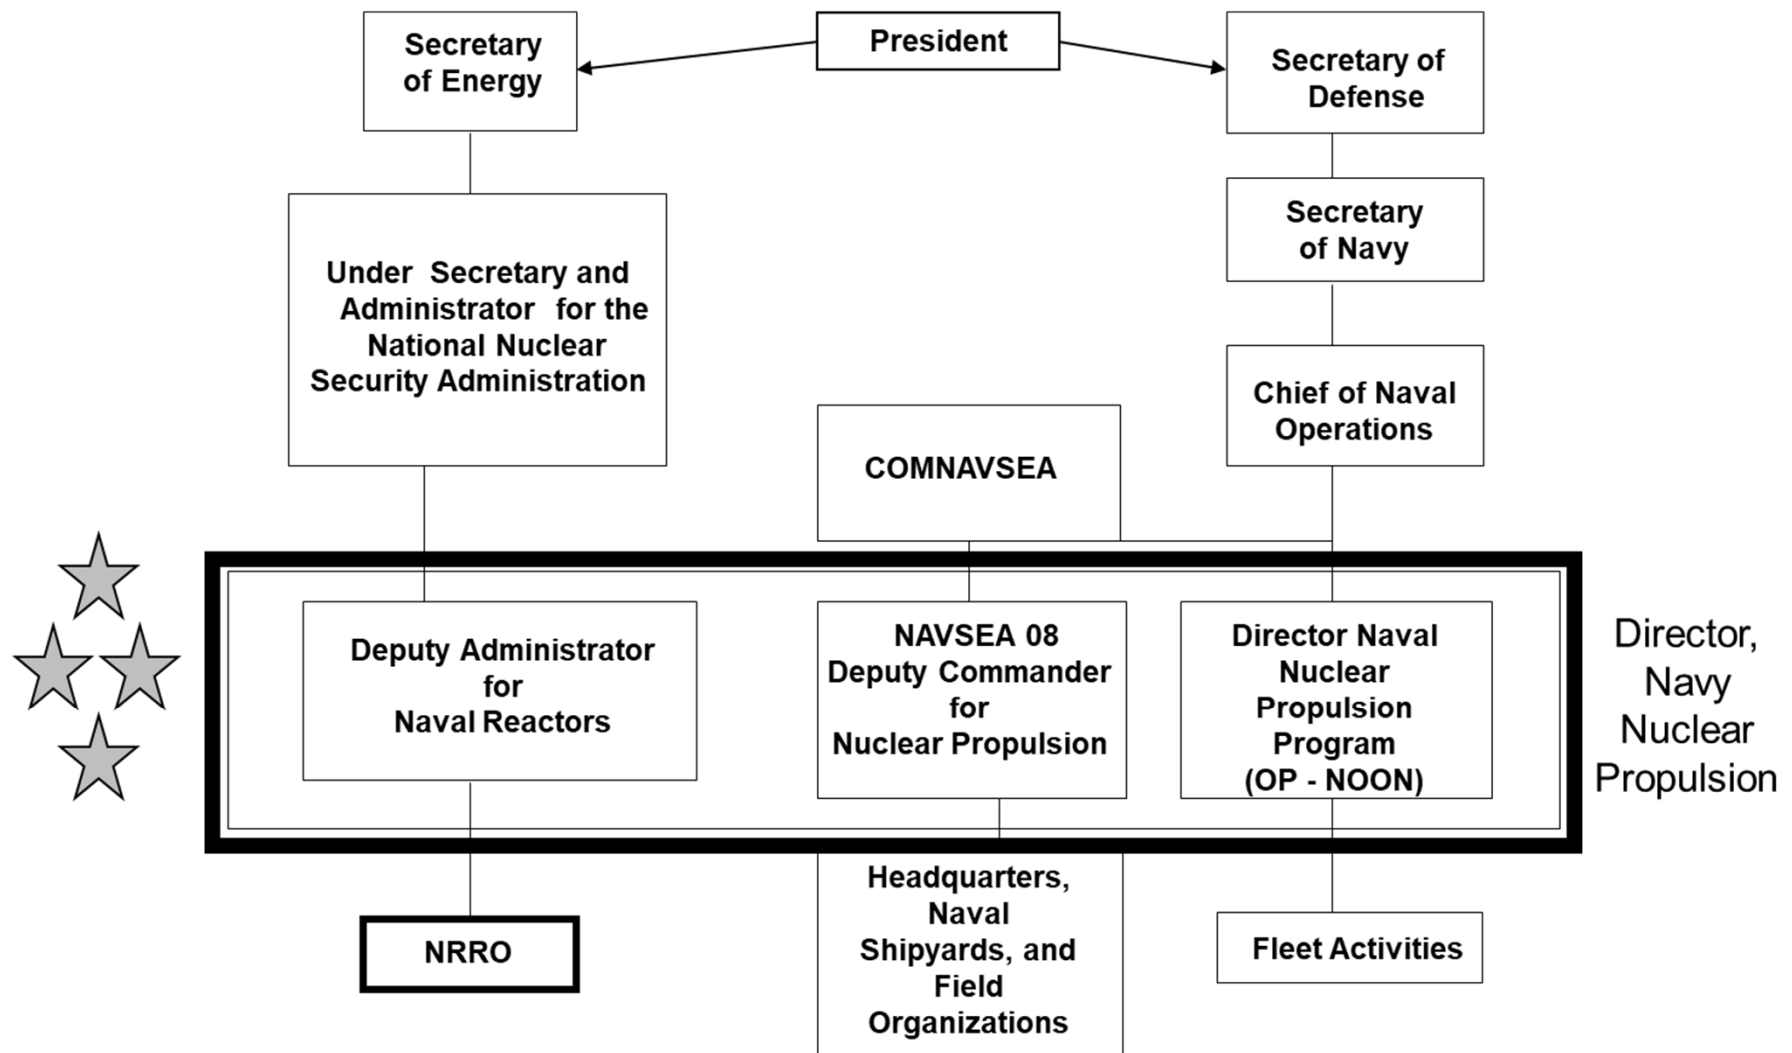 Secretary
of Energy
President
Secretary of
Defense
Under Secretary and
Administrator for the
National Nuclear
Security Administration
Secretary
of Navy
Chief of Naval
Operations
COMNAVSEA
Deputy Administrator
for
Naval Reactors
NAVSEA 08
Deputy Commander
for
Nuclear Propulsion
Director Naval
Nuclear
Propulsion
Program
(OP - NOON)
Director,
Navy
Nuclear
Propulsion
NRRO
Headquarters,
Naval
Shipyards, and
Field
Organizations
Fleet Activities